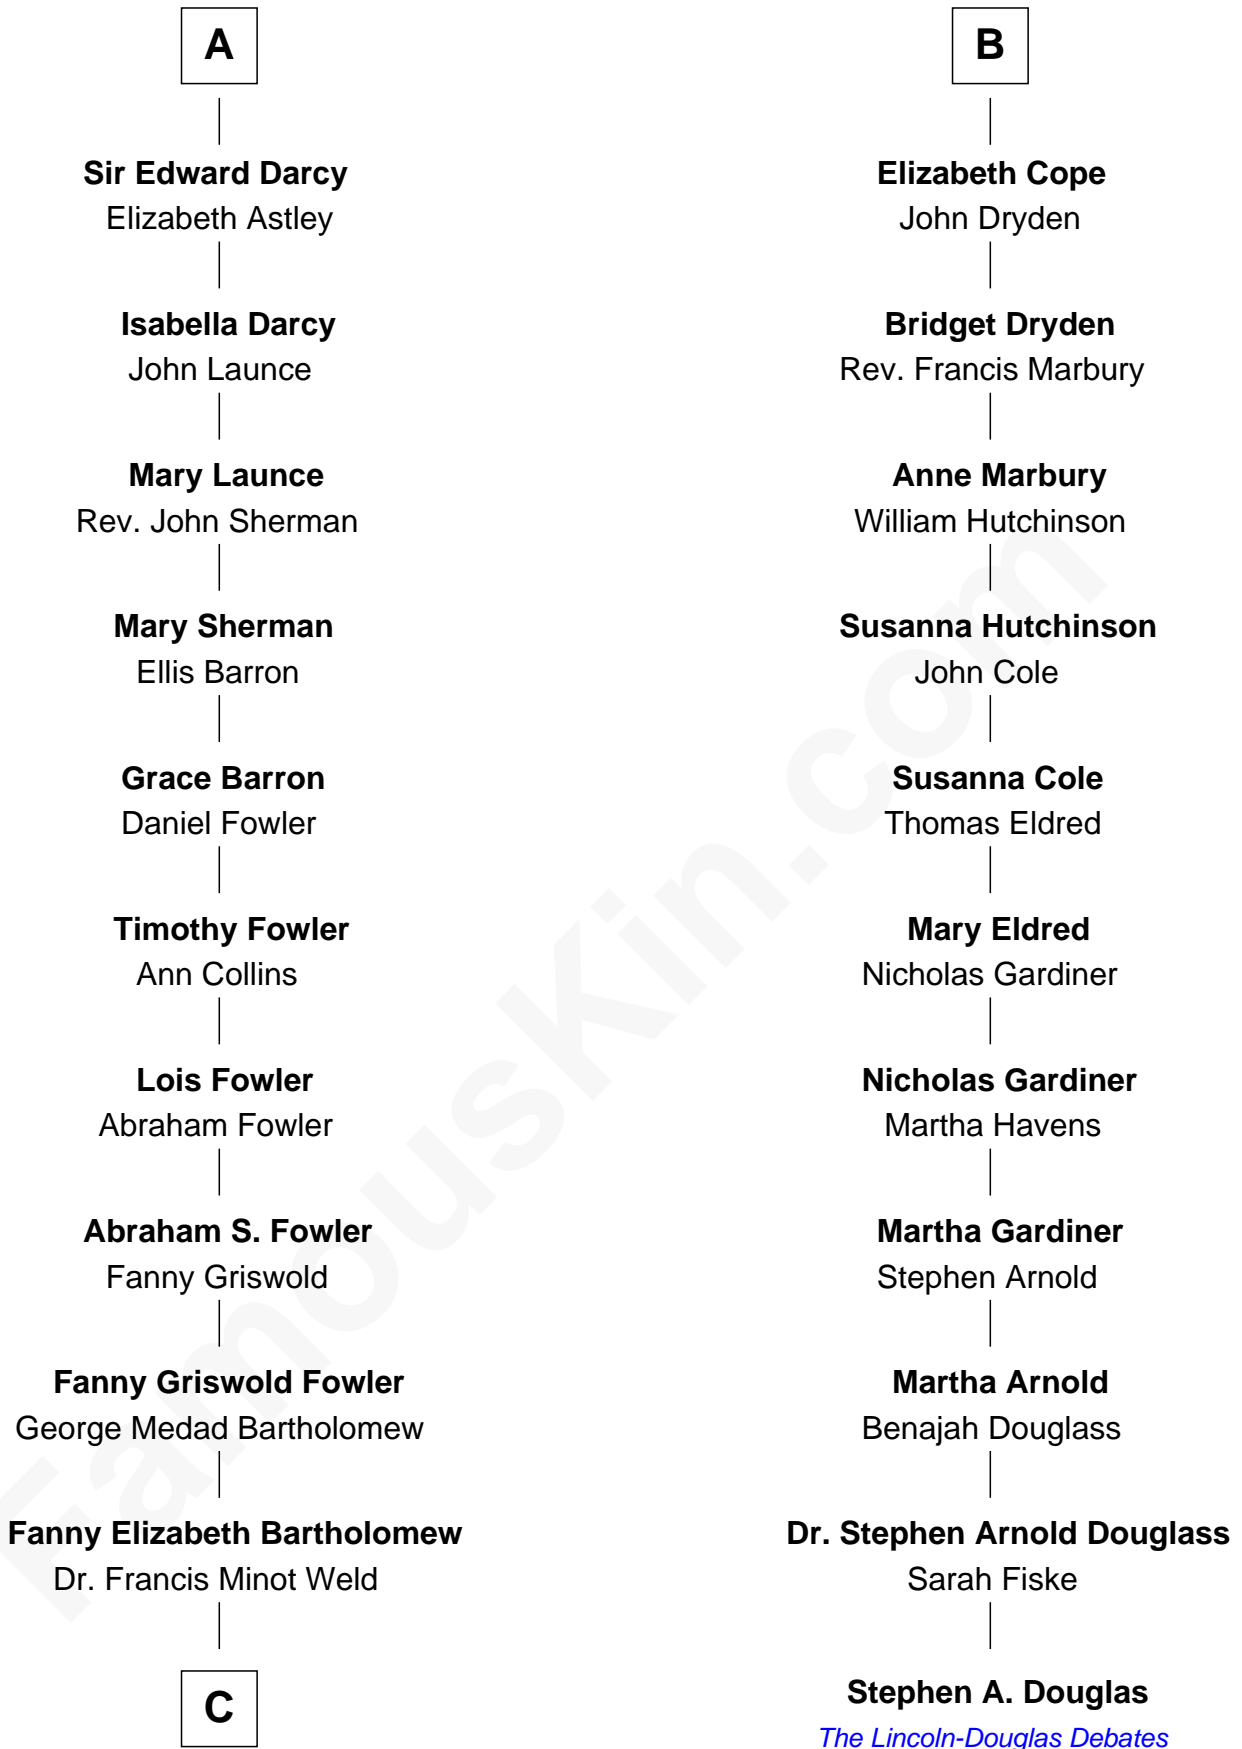 A
Sir Edward Darcy
Elizabeth Astley
Isabella Darcy
John Launce
Mary Launce
Rev. John Sherman
Mary Sherman
Ellis Barron
Grace Barron
Daniel Fowler
Timothy Fowler
Ann Collins
Lois Fowler
Abraham Fowler
Abraham S. Fowler
Fanny Griswold
Fanny Griswold Fowler
George Medad Bartholomew
Fanny Elizabeth Bartholomew
Dr. Francis Minot Weld
C
B
Elizabeth Cope
John Dryden
Bridget Dryden
Rev. Francis Marbury
Anne Marbury
William Hutchinson
Susanna Hutchinson
John Cole
Susanna Cole
Thomas Eldred
Mary Eldred
Nicholas Gardiner
Nicholas Gardiner
Martha Havens
Martha Gardiner
Stephen Arnold
Martha Arnold
Benajah Douglass
Dr. Stephen Arnold Douglass
Sarah Fiske
Stephen A. Douglas
The Lincoln-Douglas Debates
FamousKin.com